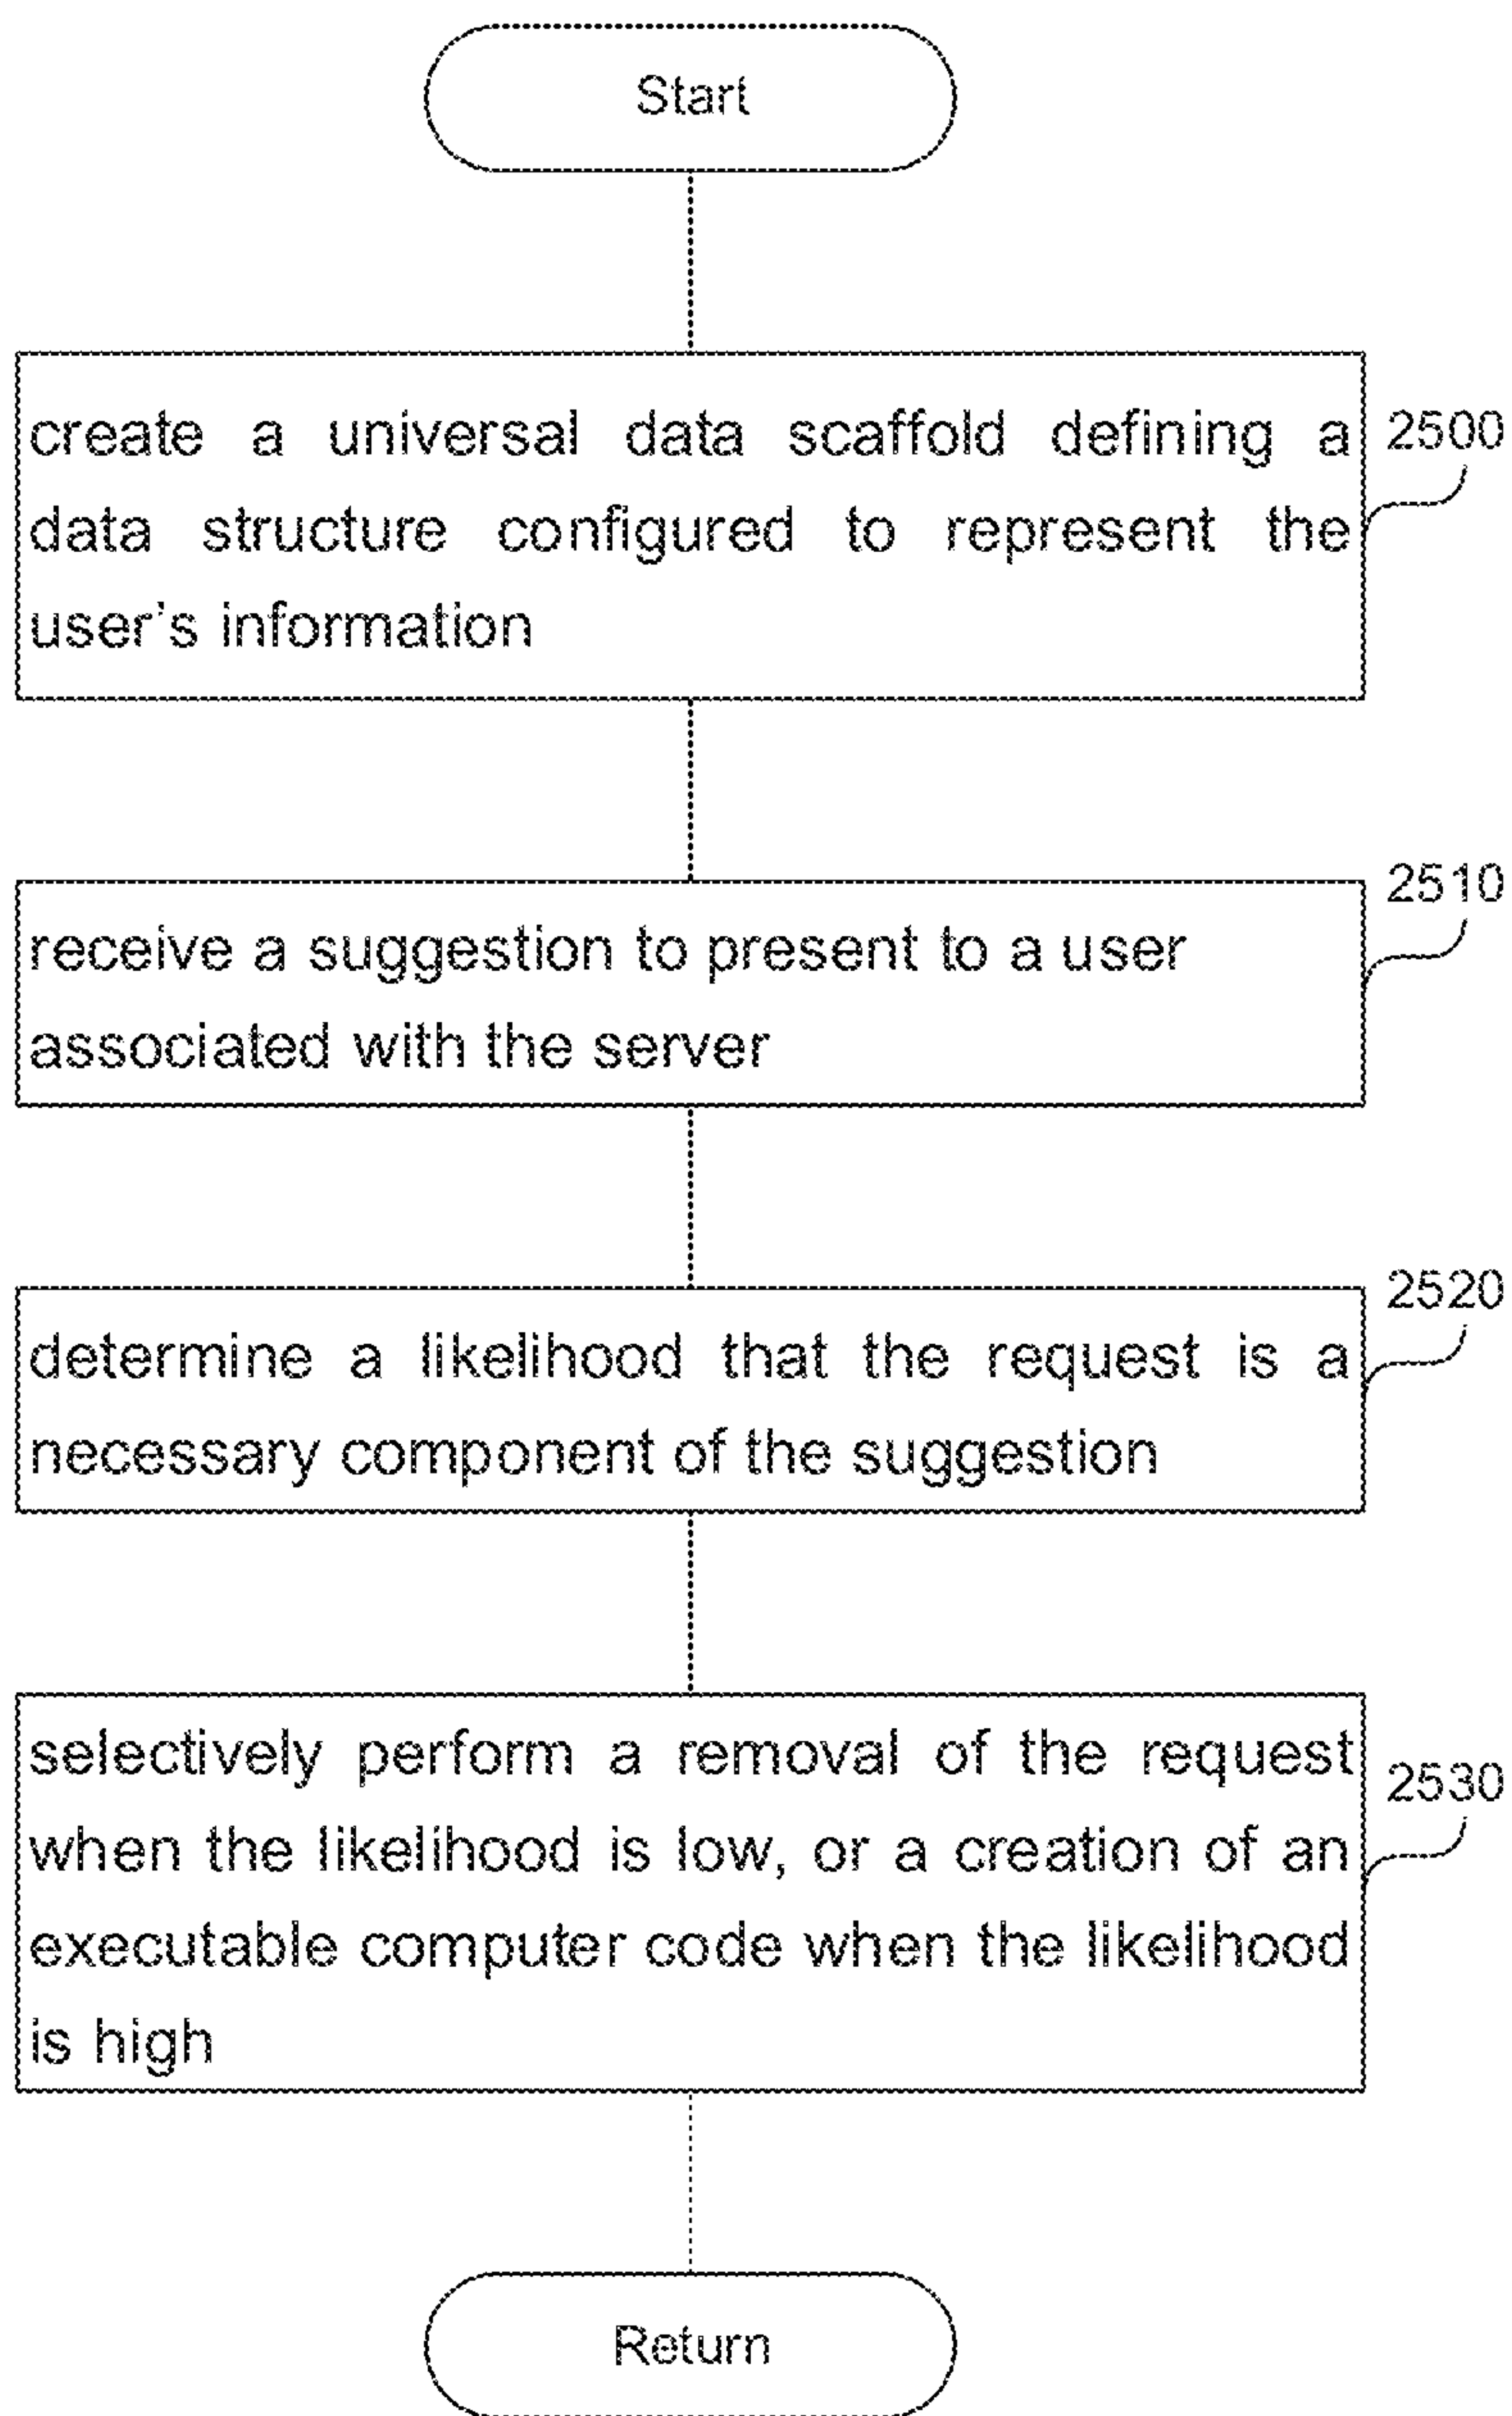 Start
create a universal data scaffold defining a
2500
data structure configured to represent the
user's information
2510
receive a suggestion to present to a user
associated with the server
2520
determine a likelihood that the request is a
necessary component of the suggestion
selectively perform a removal of the request
2530
when the likelihood is low, or a creation of an
executable computer code when the likelihood
is high
Return